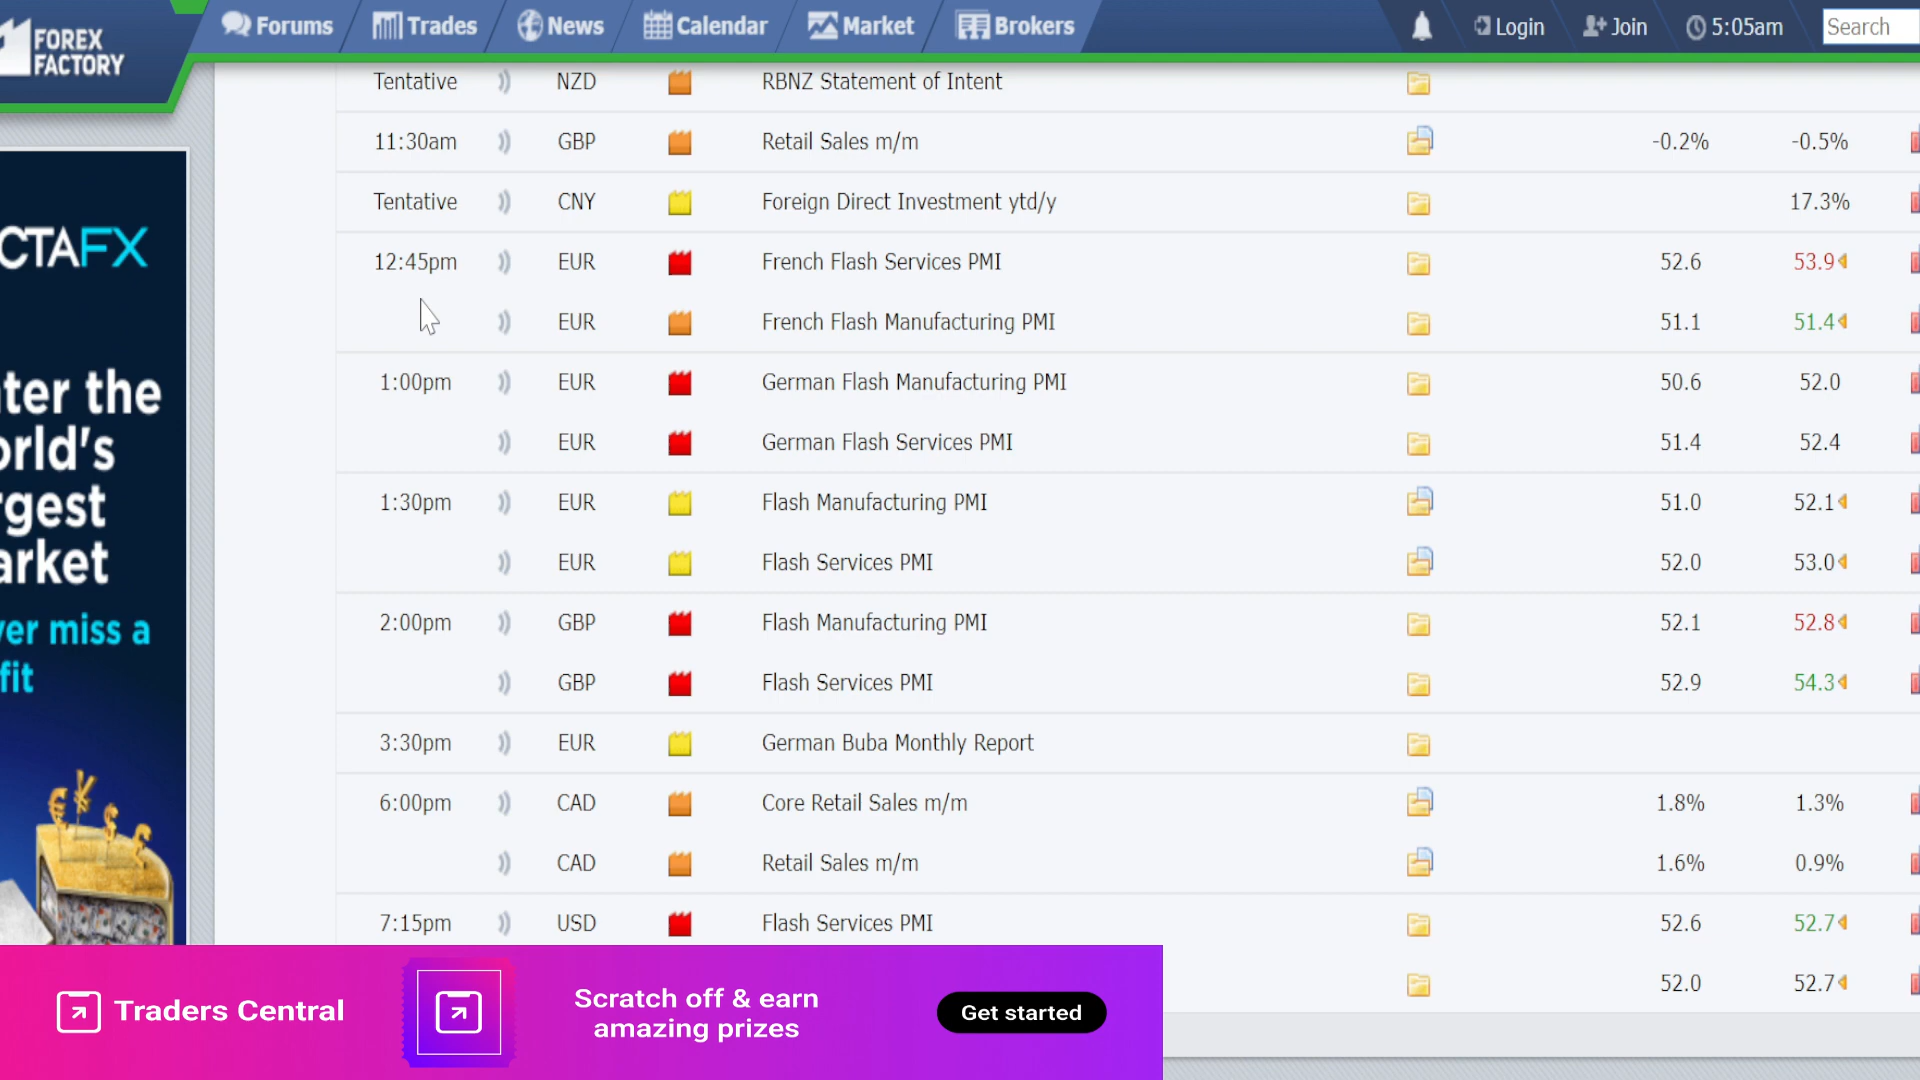 FOREX
FACTORY
Forums
Trades
News
Calendar
Market
Brokers
Login
Join
5:05am
Search
Tentative NZD RBNZ Statement of Intent
11:30am GBP Retail Sales m/m -0.2% -0.5%
Tentative CNY Foreign Direct Investment ytd/y 17.3%
12:45pm EUR French Flash Services PMI 52.6 53.9
EUR French Flash Manufacturing PMI 51.1 51.4
1:00pm EUR German Flash Manufacturing PMI 50.6 52.0
EUR German Flash Services PMI 51.4 52.4
1:30pm EUR Flash Manufacturing PMI 51.0 52.1
EUR Flash Services PMI 52.0 53.0
2:00pm GBP Flash Manufacturing PMI 52.1 52.8
GBP Flash Services PMI 52.9 54.3
3:30pm EUR German Buba Monthly Report
6:00pm CAD Core Retail Sales m/m 1.8% 1.3%
CAD Retail Sales m/m 1.6% 0.9%
7:15pm USD Flash Services PMI 52.6 52.7
52.0 52.7
CTAFX
ter the
orld's
rgest
arket
ver miss a
fit
Traders Central
Scratch off & earn
amazing prizes
Get started